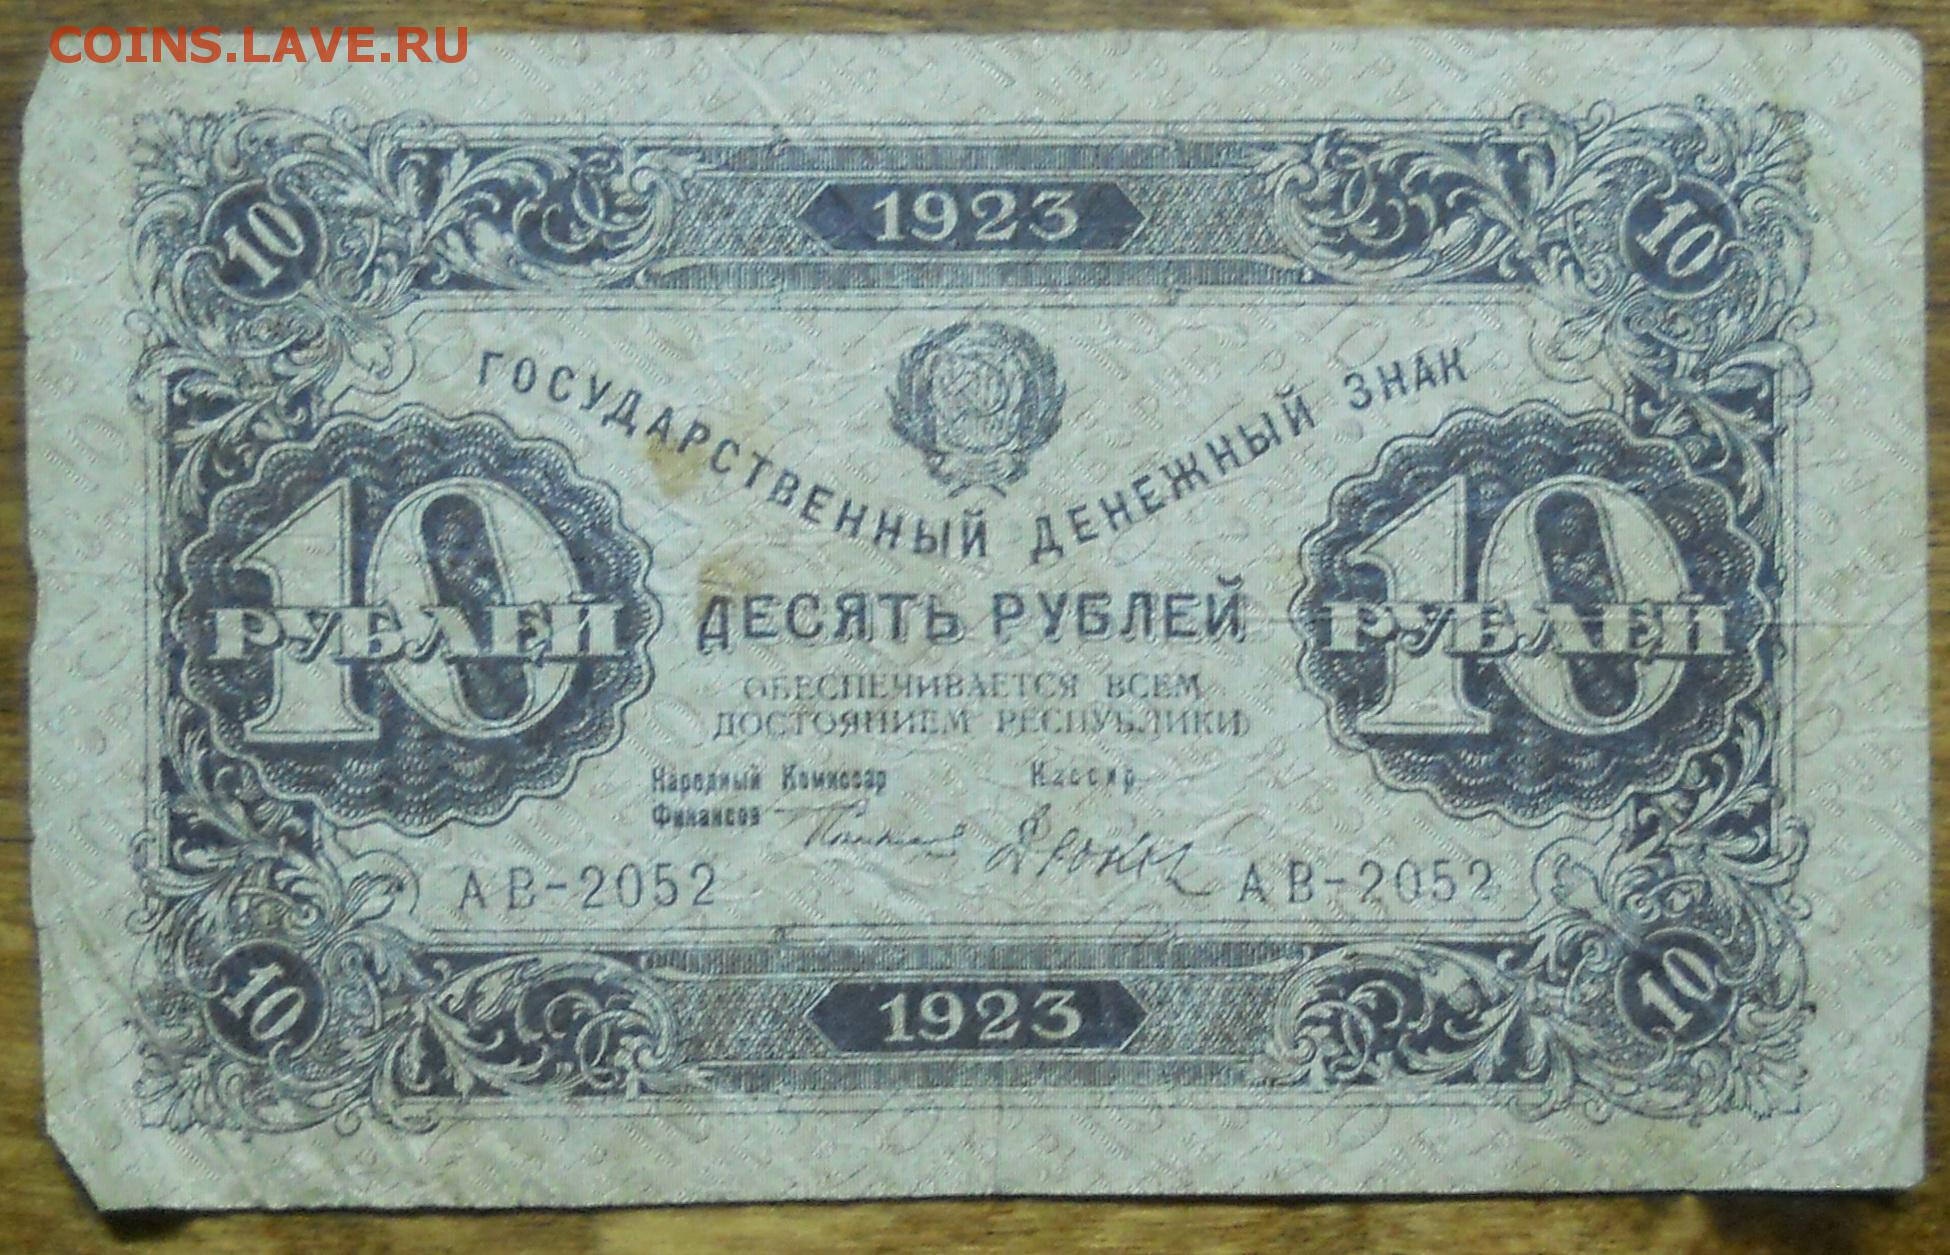 COINS.LAVE.RU
1923
10 10
ГОСУДАРСТВЕННЫЙ ДЕНЕЖНЫЙ ЗНАК
10 РУБЛЕЙ
ДЕСЯТЬ РУБЛЕЙ
10 РУБЛЕЙ
ОБЕСПЕЧИВАЕТСЯ ВСЕМ
ДОСТОЯНИЕМ РЕСПУБЛИКИ
Народный Комиссар
Финансов
Кассир
АВ-2052 АВ-2052
10 10
1923